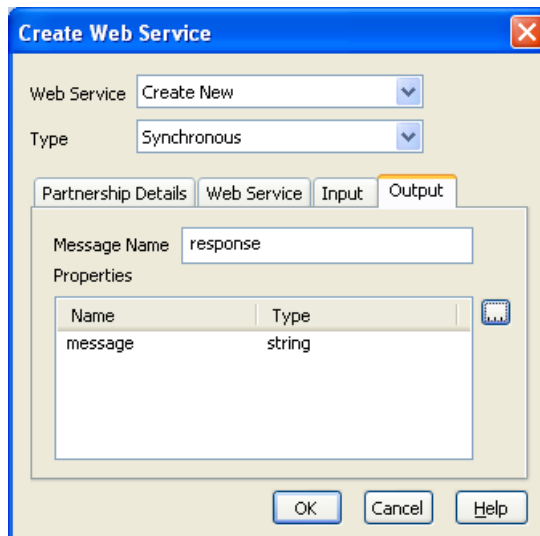 Create Web Service
Web Service Create New
Type Synchronous
Partnership Details Web Service Input Output
Message Name response
Properties
Name Type
message string
...
OK Cancel Help